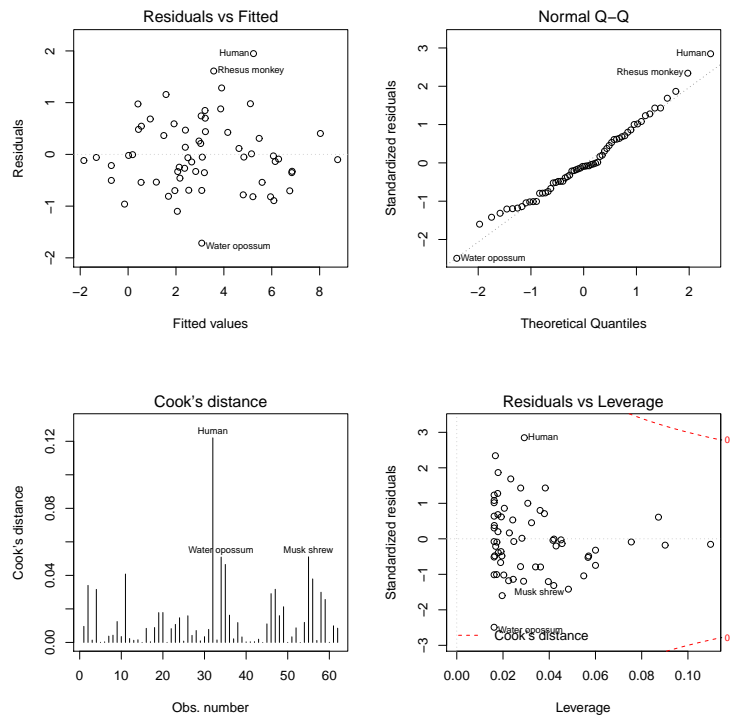 Residuals vs Fitted
Residuals
2
1
0
−1
−2
Human
Rhesus monkey
Water opossum
−2 0 2 4 6 8
Fitted values
Normal Q−Q
Standardized residuals
3
2
1
0
−1
−2
Human
Rhesus monkey
Water opossum
−2 −1 0 1 2
Theoretical Quantiles
Cook's distance
Cook's distance
0.12
0.08
0.04
0.00
Human
Water opossum
Musk shrew
0 10 20 30 40 50 60
Obs. number
Residuals vs Leverage
Standardized residuals
3
2
1
0
−1
−2
−3
Human
Musk shrew
Water opossum
Cook's distance
0
0
0.00 0.02 0.04 0.06 0.08 0.10
Leverage